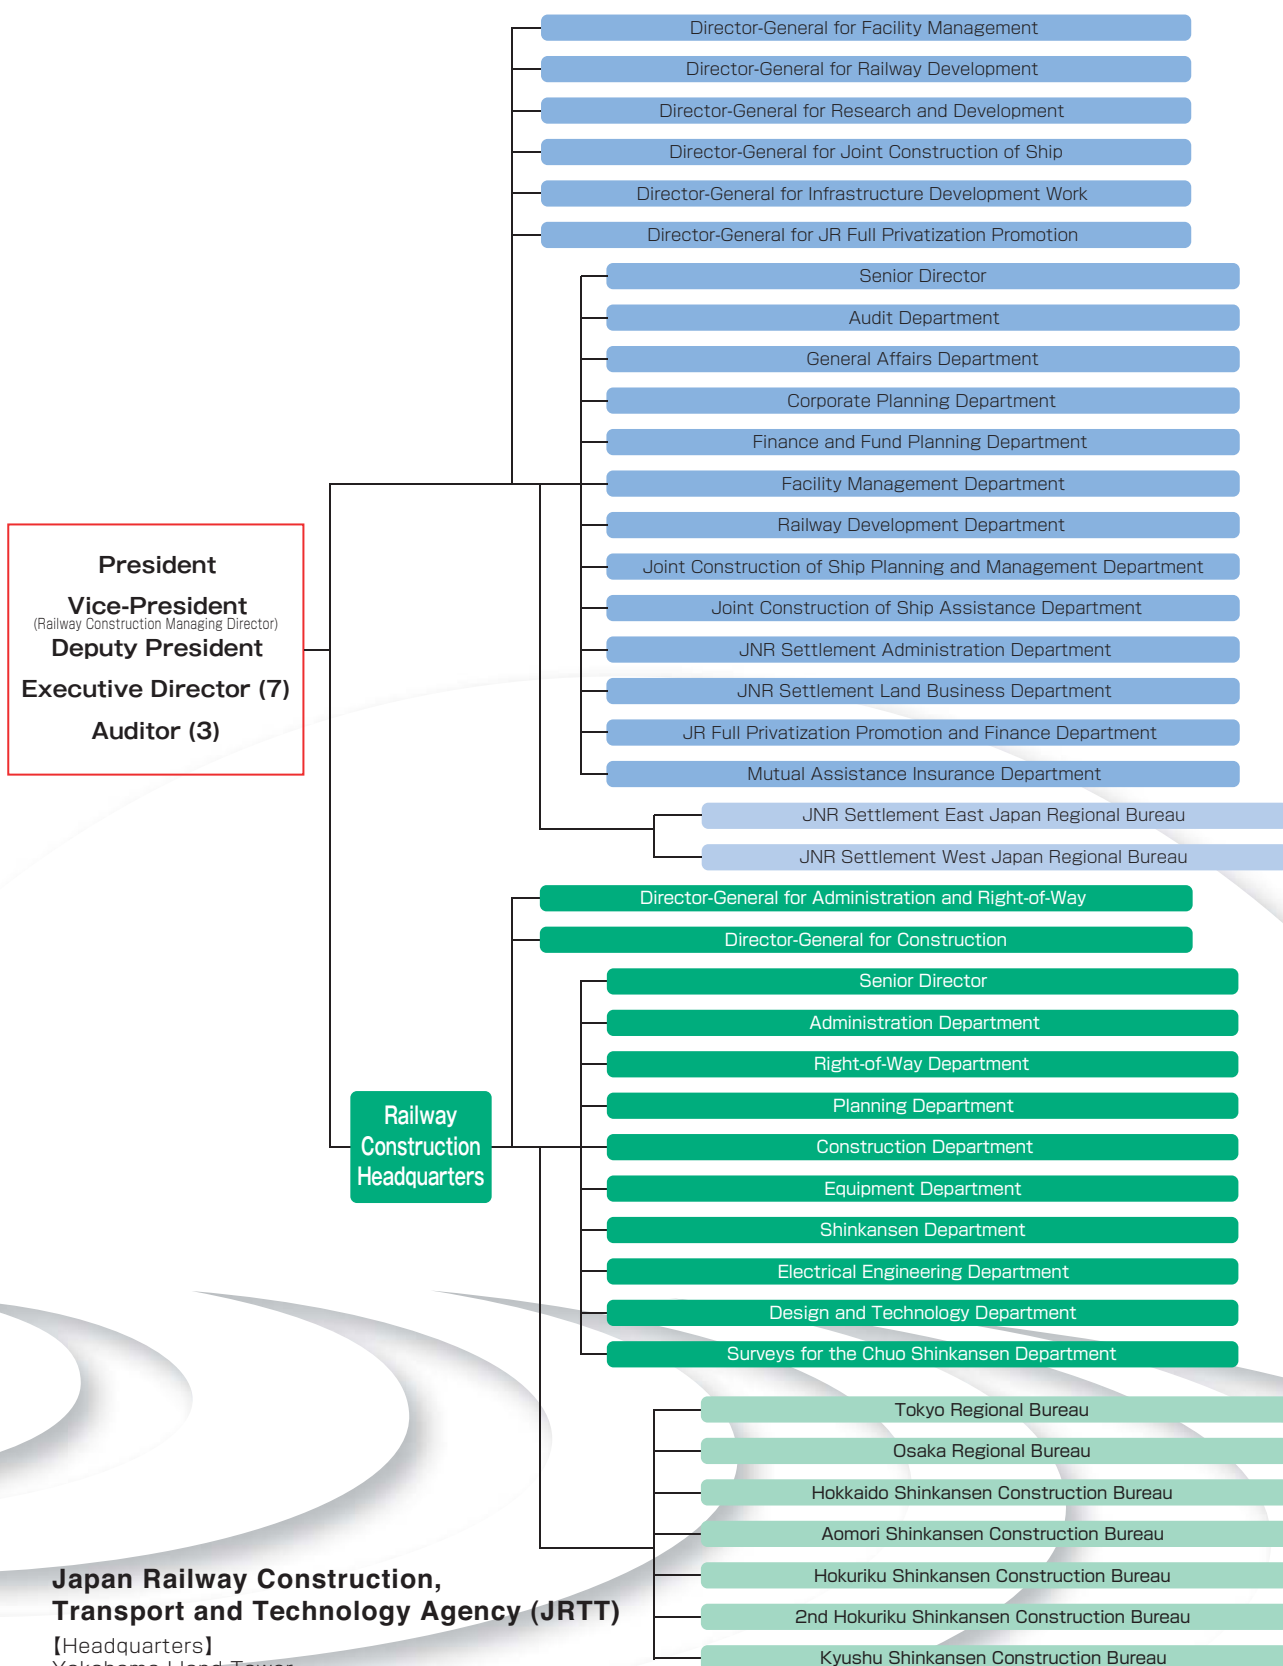 Director-General for Facility Management
Director-General for Railway Development
Director-General for Research and Development
Director-General for Joint Construction of Ship
Director-General for Infrastructure Development Work
Director-General for JR Full Privatization Promotion
Senior Director
Audit Department
General Affairs Department
Corporate Planning Department
Finance and Fund Planning Department
Facility Management Department
Railway Development Department
Joint Construction of Ship Planning and Management Department
Joint Construction of Ship Assistance Department
JNR Settlement Administration Department
JNR Settlement Land Business Department
JR Full Privatization Promotion and Finance Department
Mutual Assistance Insurance Department
JNR Settlement East Japan Regional Bureau
JNR Settlement West Japan Regional Bureau
President
Vice-President
(Railway Construction Managing Director)
Deputy President
Executive Director (7)
Auditor (3)
Director-General for Administration and Right-of-Way
Director-General for Construction
Senior Director
Administration Department
Right-of-Way Department
Planning Department
Construction Department
Equipment Department
Shinkansen Department
Electrical Engineering Department
Design and Technology Department
Surveys for the Chuo Shinkansen Department
Railway
Construction
Headquarters
Tokyo Regional Bureau
Osaka Regional Bureau
Hokkaido Shinkansen Construction Bureau
Aomori Shinkansen Construction Bureau
Hokuriku Shinkansen Construction Bureau
2nd Hokuriku Shinkansen Construction Bureau
Kyushu Shinkansen Construction Bureau
Japan Railway Construction,
Transport and Technology Agency (JRTT)
【Headquarters】